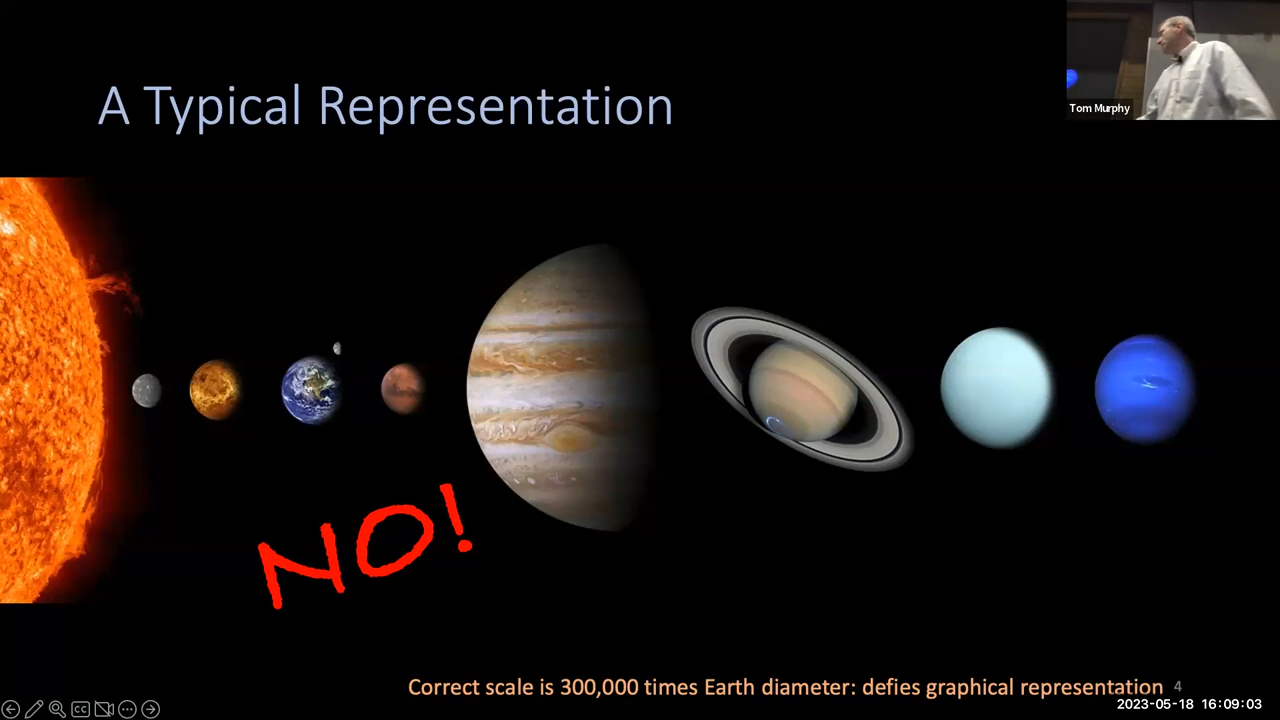 A Typical Representation
Tom Murphy
NO!
Correct scale is 300,000 times Earth diameter: defies graphical representation 4
2023-05-18 16:09:03
CC